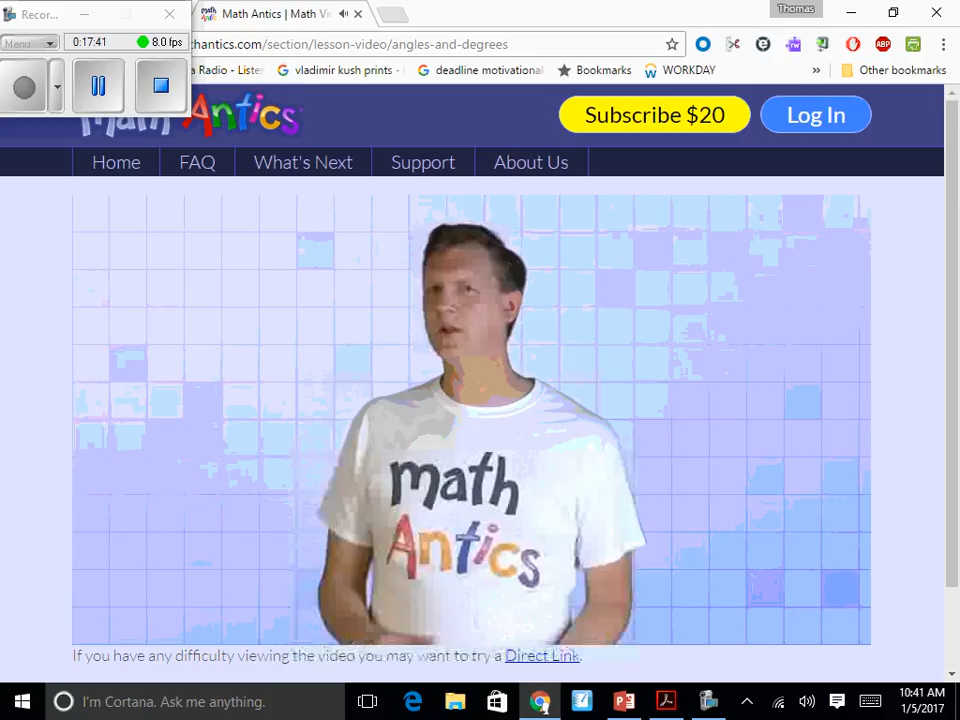 Recor...
Math Antics | Math Vi
Thomas
Menu
0:17:41
8.0 fps
hantics.com/section/lesson-video/angles-and-degrees
a Radio - Listen
vladimir kush prints -
deadline motivational
Bookmarks
WORKDAY
»
Other bookmarks
Math Antics
Subscribe $20
Log In
Home
FAQ
What's Next
Support
About Us
math
Antics
If you have any difficulty viewing the video you may want to try a Direct Link.
I'm Cortana. Ask me anything.
10:41 AM
1/5/2017